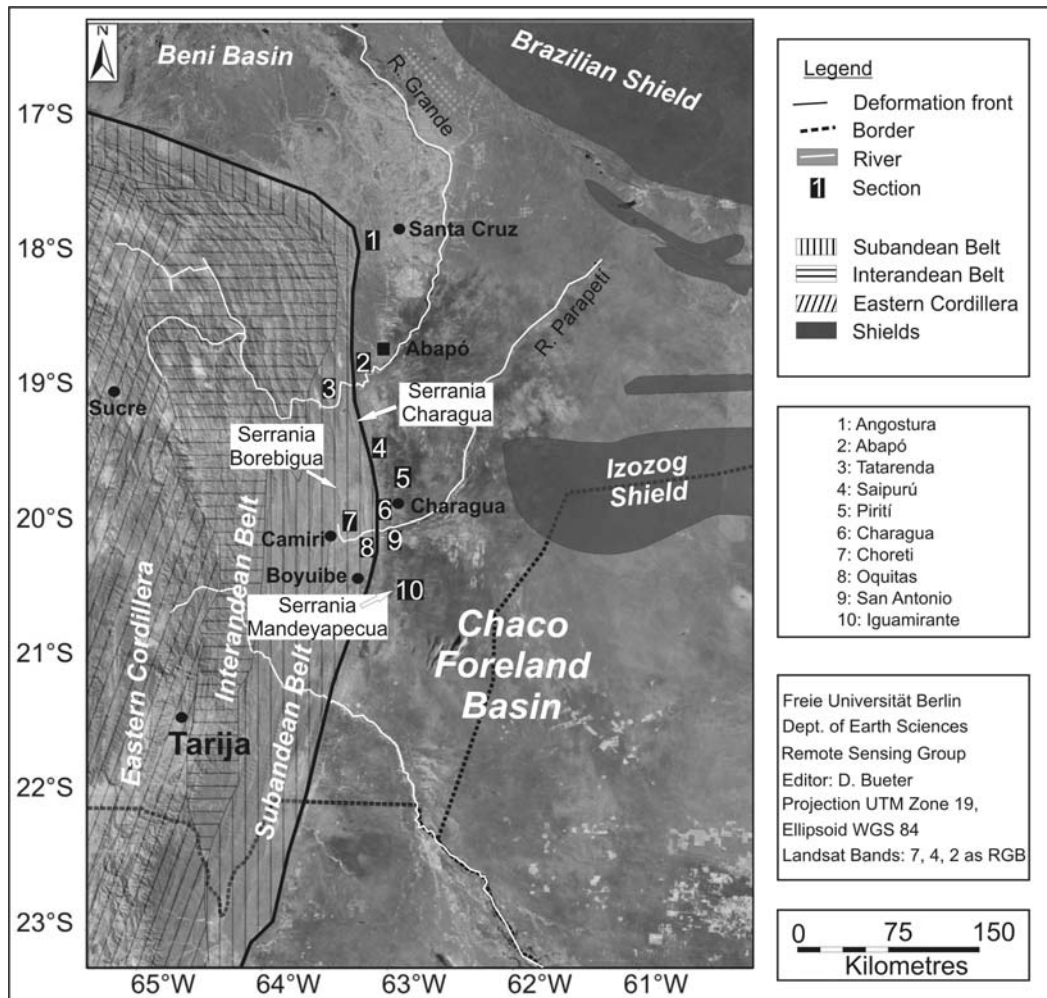 N
Beni Basin
Brazilian Shield
R. Grande
17°S
18°S
19°S
20°S
21°S
22°S
23°S
1
Santa Cruz
R. Parapetí
2
Abapó
3
Sucre
Serrania
Charagua
Serrania
Borebigua
4
5
Izozog
Shield
6
Charagua
7
Camiri
8
9
Boyuibe
10
Serrania
Mandeyapecua
Chaco
Foreland
Basin
Eastern Cordillera
Interandean Belt
Subandean Belt
Tarija
65°W
64°W
63°W
62°W
61°W
Legend
Deformation front
Border
River
1 Section
Subandean Belt
Interandean Belt
Eastern Cordillera
Shields
1: Angostura
2: Abapó
3: Tatarenda
4: Saipurú
5: Pirití
6: Charagua
7: Choreti
8: Oquitas
9: San Antonio
10: Iguamirante
Freie Universität Berlin
Dept. of Earth Sciences
Remote Sensing Group
Editor: D. Bueter
Projection UTM Zone 19,
Ellipsoid WGS 84
Landsat Bands: 7, 4, 2 as RGB
0 75 150
Kilometres